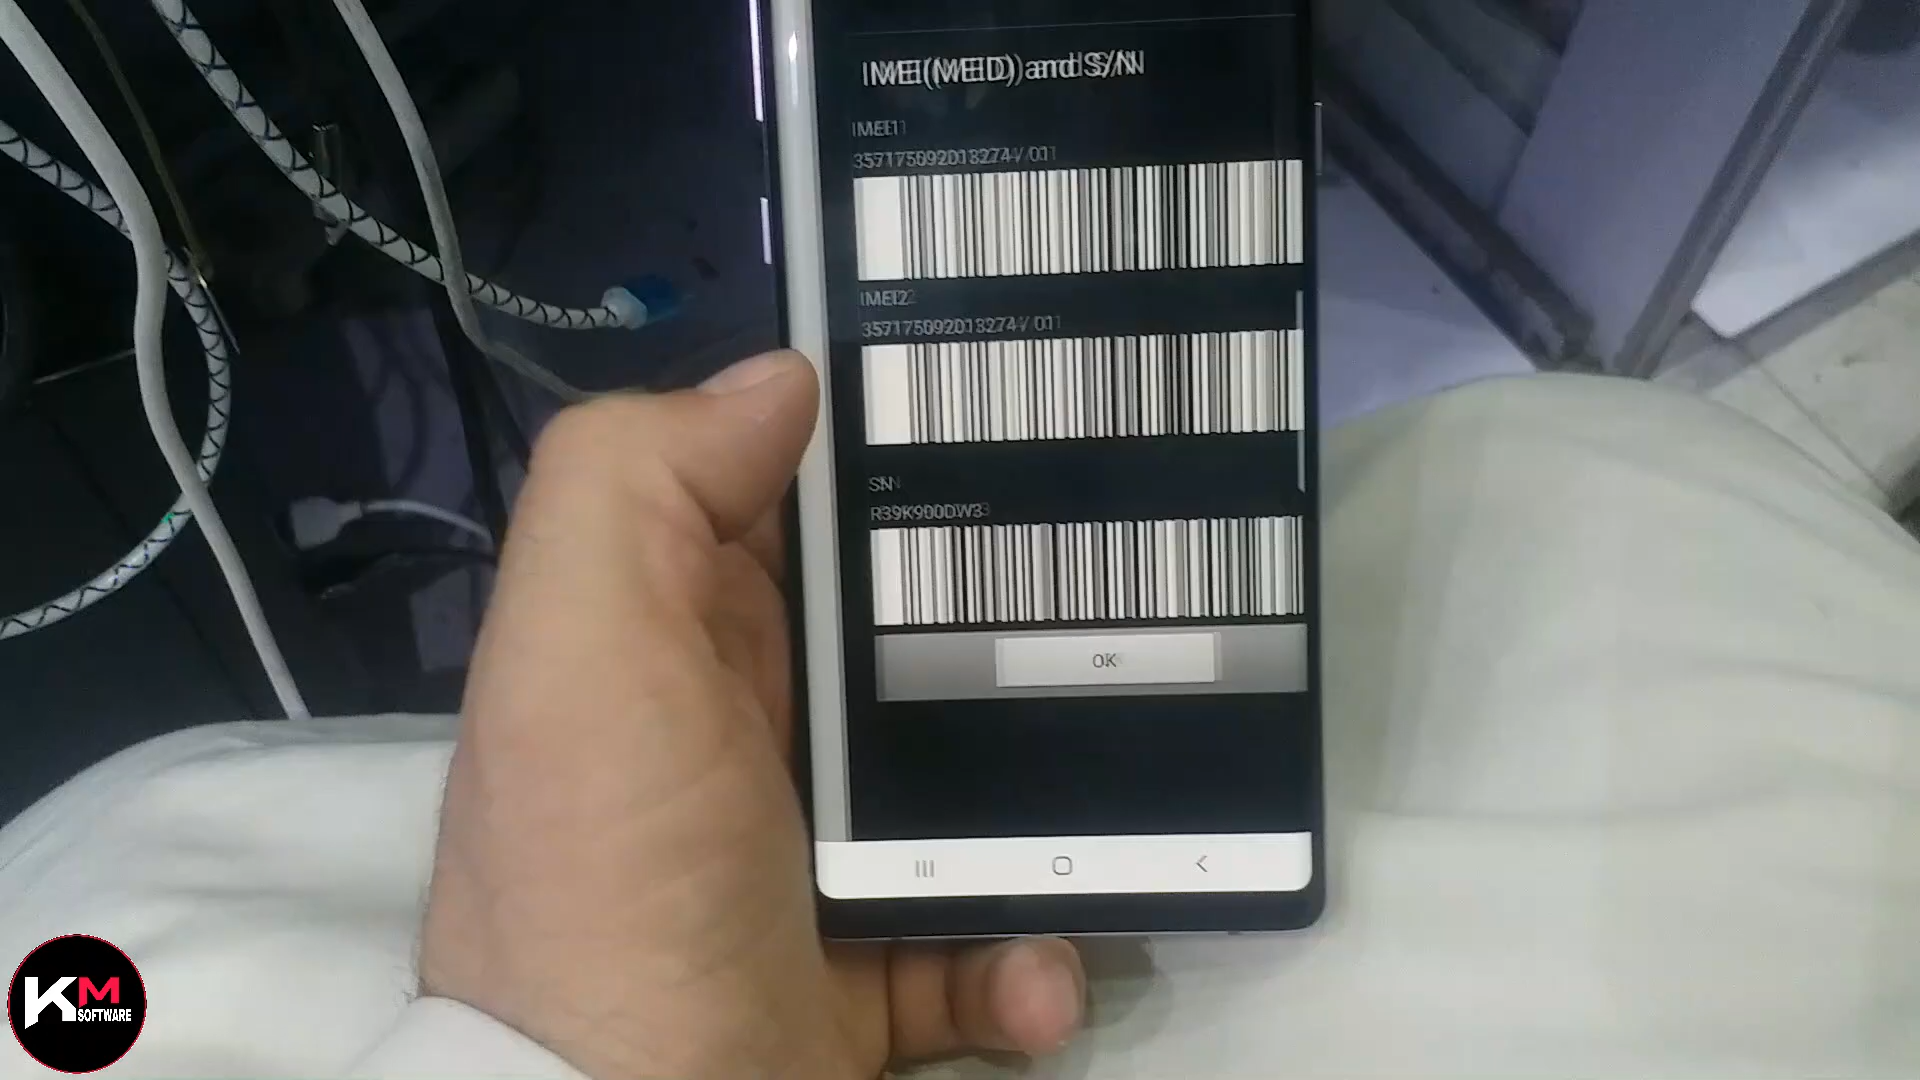 IMEI(MEID) and S/N
IMEI1
357175092013274 / 01
IMEI2
357175092013274 / 01
SN
R39K900DW3
OK
KM
SOFTWARE